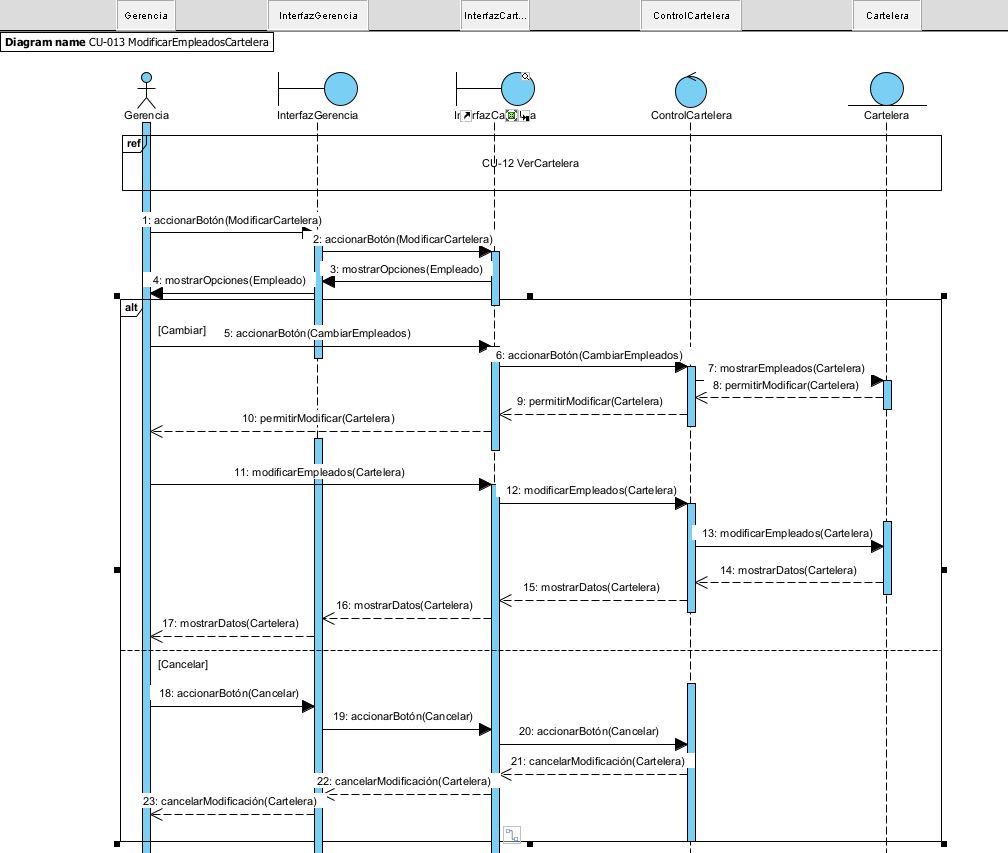 Gerencia
InterfazGerencia
InterfazCart...
ControlCartelera
Cartelera
Diagram name CU-013 ModificarEmpleadosCartelera
Gerencia
InterfazGerencia
ControlCartelera
Cartelera
ref
CU-12 VerCartelera
1: accionarBotón(ModificarCartelera)
2: accionarBotón(ModificarCartelera)
3: mostrarOpciones(Empleado)
4: mostrarOpciones(Empleado)
alt
[Cambiar]
5: accionarBotón(CambiarEmpleados)
6: accionarBotón(CambiarEmpleados)
7: mostrarEmpleados(Cartelera)
8: permitirModificar(Cartelera)
9: permitirModificar(Cartelera)
10: permitirModificar(Cartelera)
11: modificarEmpleados(Cartelera)
12: modificarEmpleados(Cartelera)
13: modificarEmpleados(Cartelera)
14: mostrarDatos(Cartelera)
15: mostrarDatos(Cartelera)
16: mostrarDatos(Cartelera)
17: mostrarDatos(Cartelera)
[Cancelar]
18: accionarBotón(Cancelar)
19: accionarBotón(Cancelar)
20: accionarBotón(Cancelar)
21: cancelarModificación(Cartelera)
22: cancelarModificación(Cartelera)
23: cancelarModificación(Cartelera)